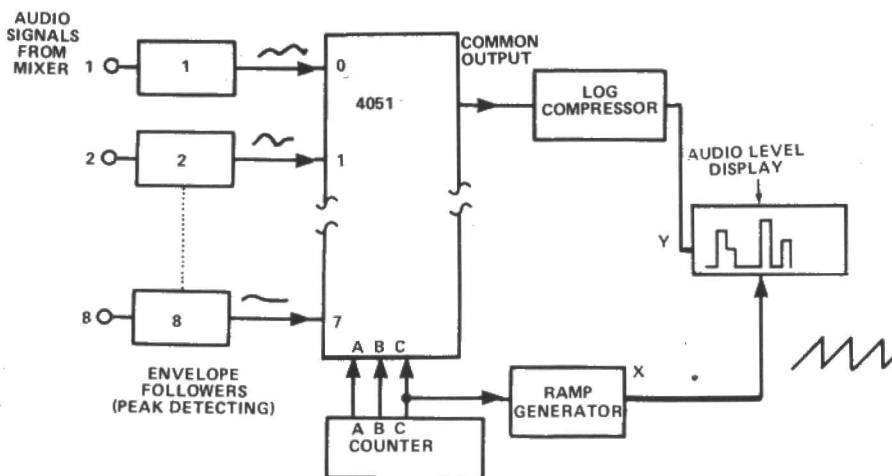 AUDIO
SIGNALS
FROM
MIXER
1
1
0
COMMON
OUTPUT
4051
LOG
COMPRESSOR
2
2
1
AUDIO LEVEL
DISPLAY
Y
8
8
7
A B C
ENVELOPE
FOLLOWERS
(PEAK DETECTING)
RAMP
GENERATOR
X
A B C
COUNTER